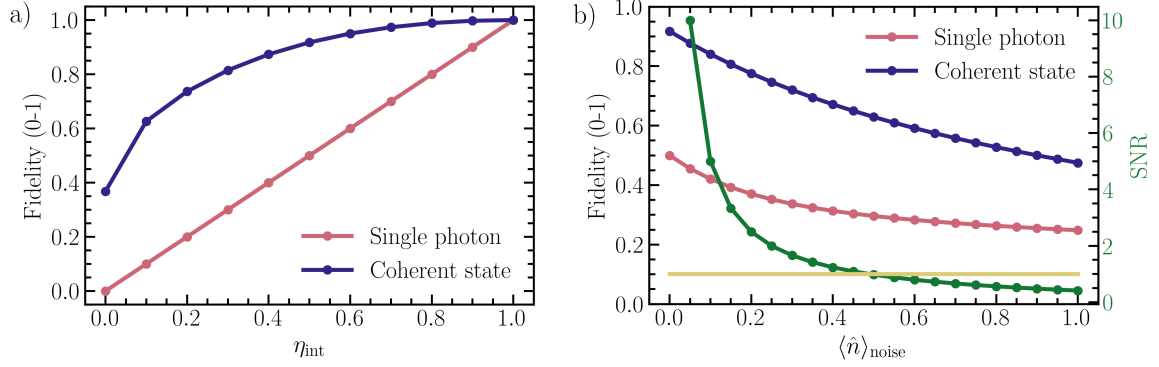 a)
Fidelity (0-1)
1.0
0.8
0.6
0.4
0.2
0.0
Single photon
Coherent state
0.0 0.2 0.4 0.6 0.8 1.0
η_int
b)
Fidelity (0-1)
1.0
0.8
0.6
0.4
0.2
0.0
Single photon
Coherent state
10
8
6
4
2
0
SNR
0.0 0.2 0.4 0.6 0.8 1.0
⟨n̂⟩_noise